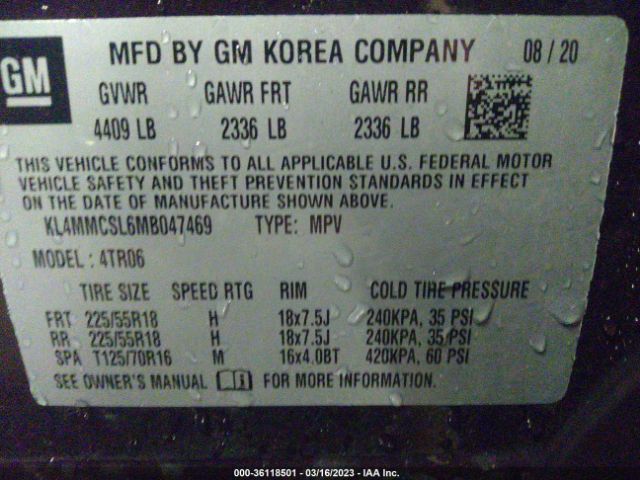 GM
MFD BY GM KOREA COMPANY 08 / 20
GVWR GAWR FRT GAWR RR
4409 LB 2336 LB 2336 LB
THIS VEHICLE CONFORMS TO ALL APPLICABLE U.S. FEDERAL MOTOR
VEHICLE SAFETY AND THEFT PREVENTION STANDARDS IN EFFECT
ON THE DATE OF MANUFACTURE SHOWN ABOVE.
KL4MMCSL6MB047469 TYPE: MPV
MODEL: 4TR06
TIRE SIZE SPEED RTG RIM COLD TIRE PRESSURE
FRT 225/55R18 H 18x7.5J 240KPA, 35 PSI
RR 225/55R18 H 18x7.5J 240KPA, 35 PSI
SPA T125/70R16 M 16x4.0BT 420KPA, 60 PSI
SEE OWNER'S MANUAL FOR MORE INFORMATION.
000-36118501 - 03/16/2023 - IAA Inc.